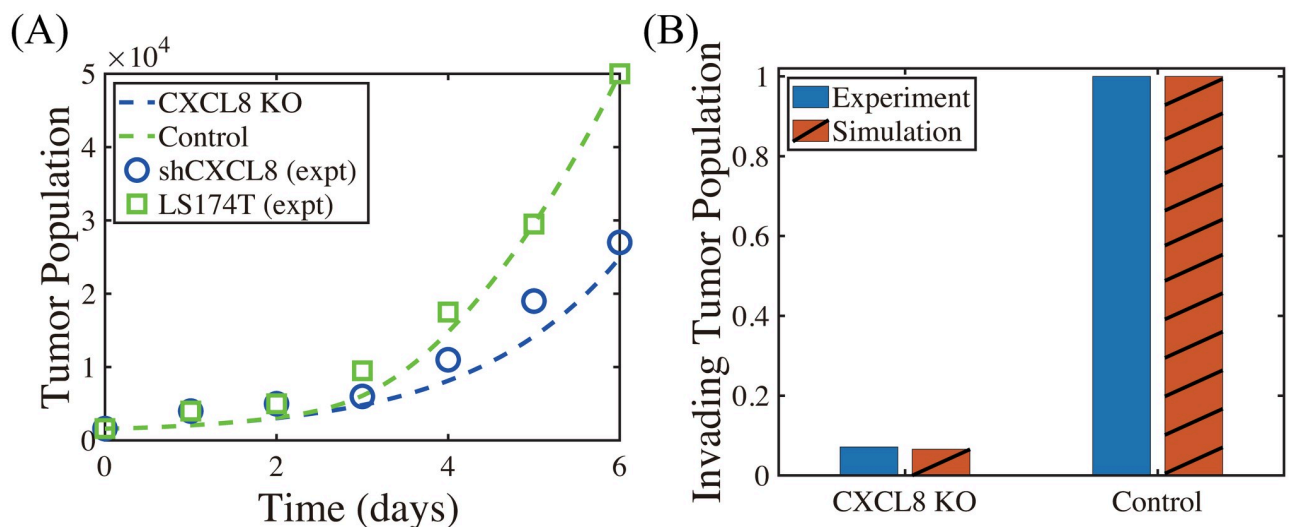 (A)
×10⁴
5
4
3
2
1
0
Tumor Population
CXCL8 KO
Control
shCXCL8 (expt)
LS174T (expt)
0
2
4
6
Time (days)
(B)
1
0.8
0.6
0.4
0.2
0
Invading Tumor Population
Experiment
Simulation
CXCL8 KO
Control